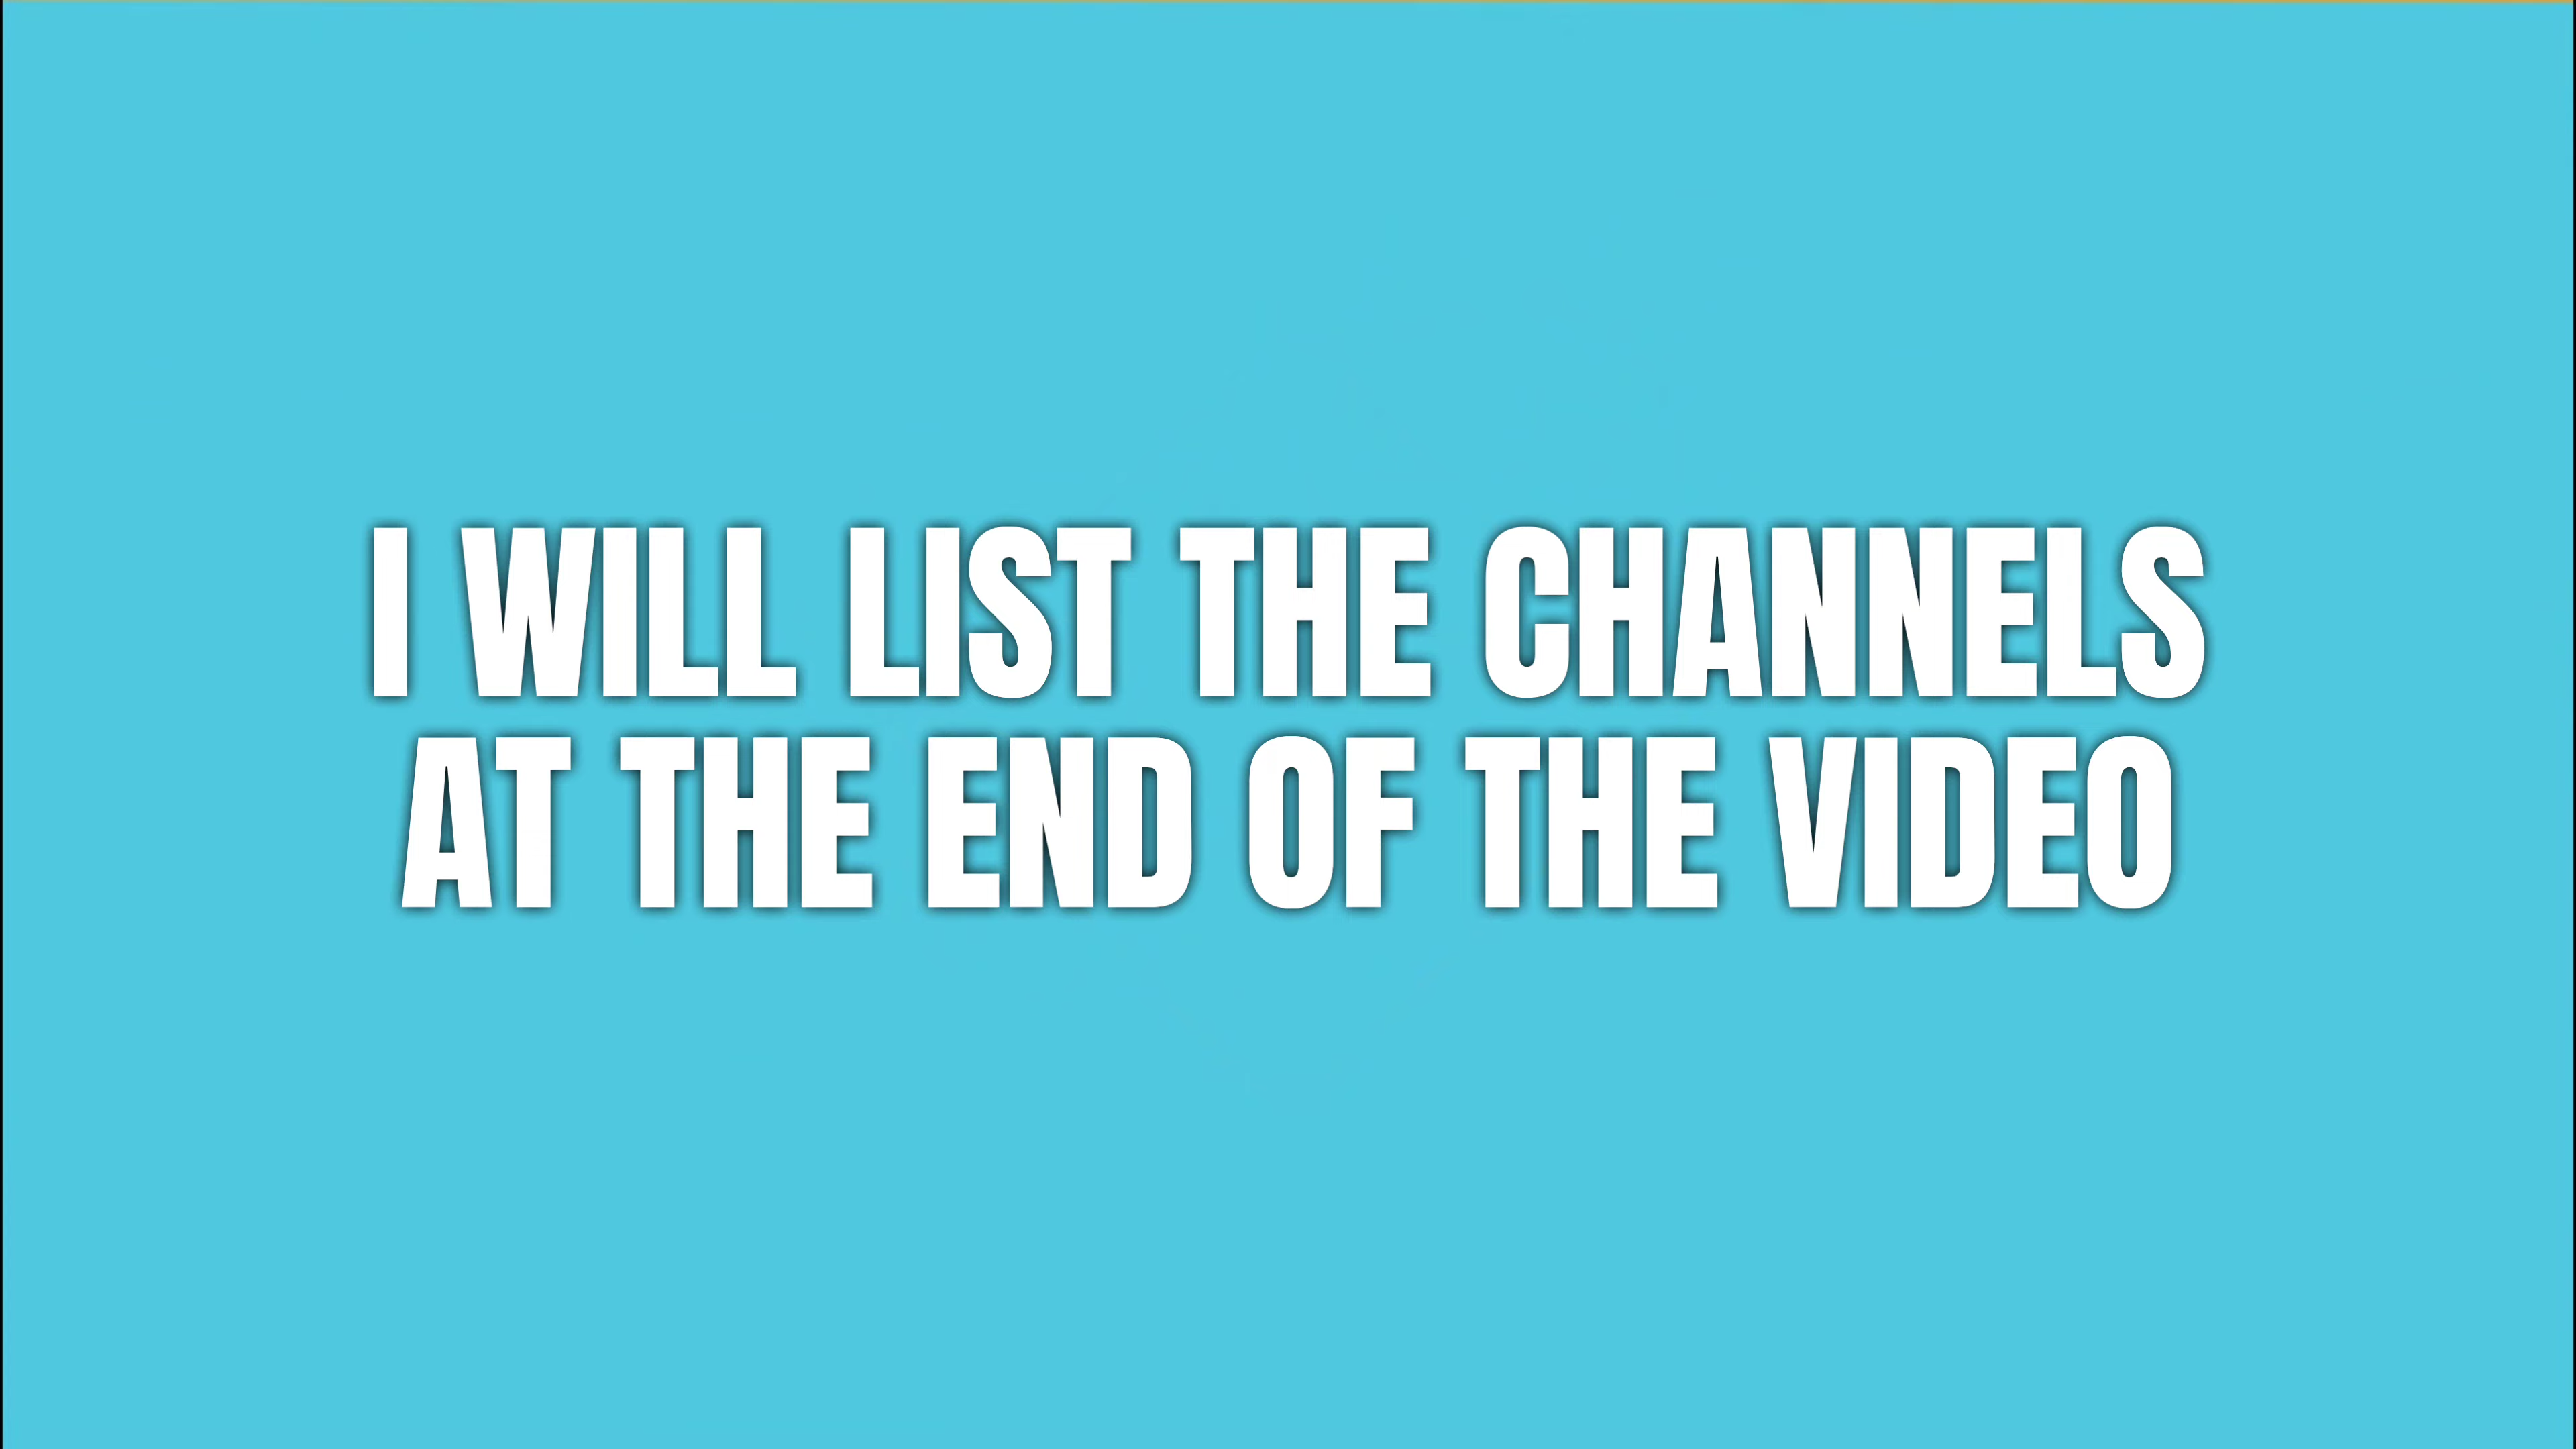 I WILL LIST THE CHANNELS
AT THE END OF THE VIDEO